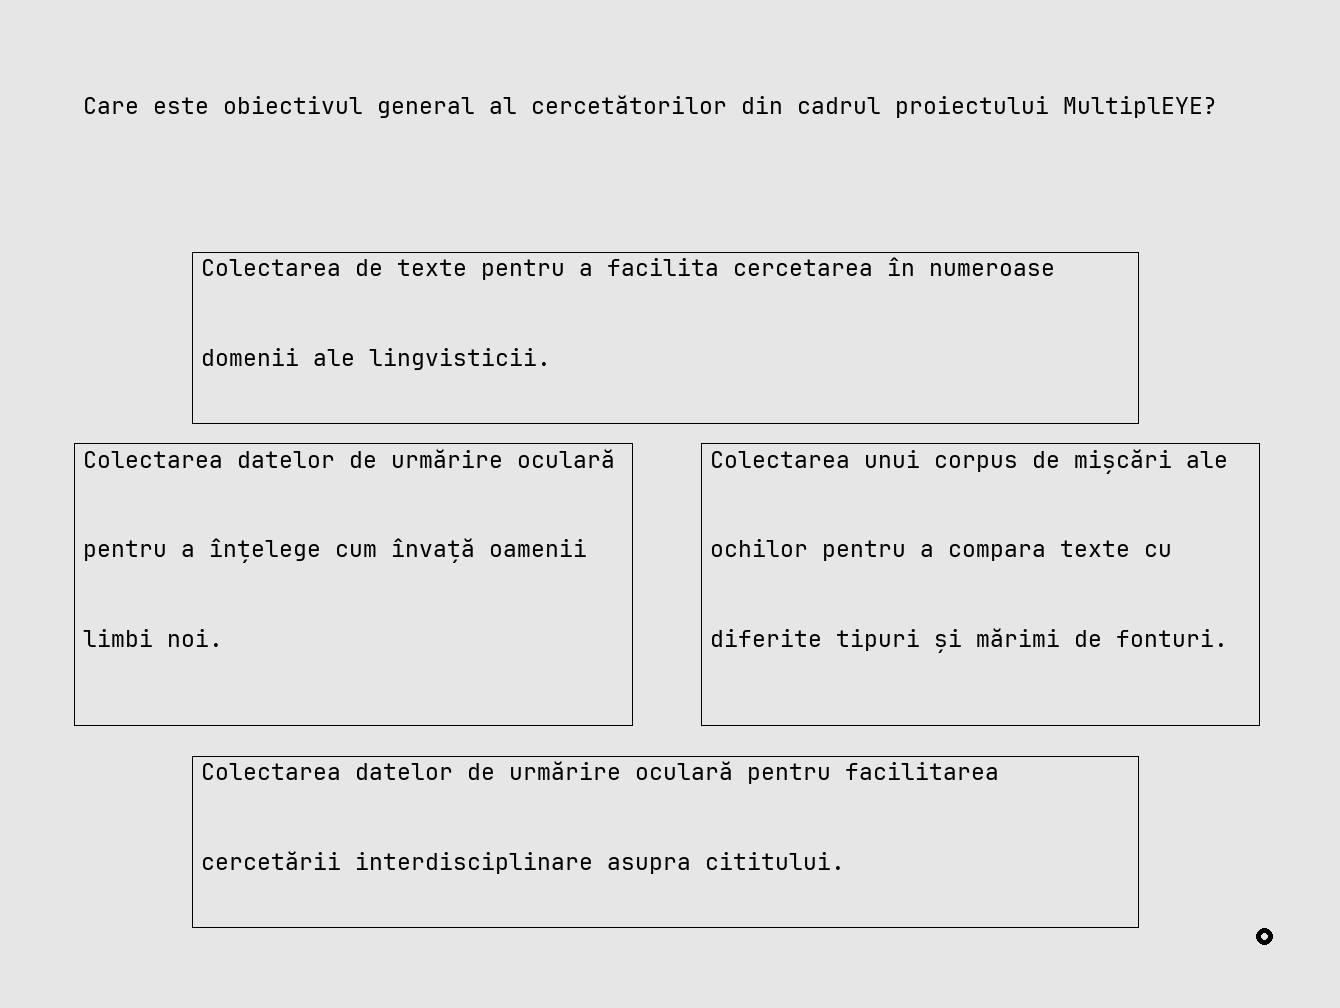 Care este obiectivul general al cercetătorilor din cadrul proiectului MultiplEYE?
Colectarea de texte pentru a facilita cercetarea în numeroase
domenii ale lingvisticii.
Colectarea datelor de urmărire oculară
pentru a înțelege cum învață oamenii
limbi noi.
Colectarea unui corpus de mișcări ale
ochilor pentru a compara texte cu
diferite tipuri și mărimi de fonturi.
Colectarea datelor de urmărire oculară pentru facilitarea
cercetării interdisciplinare asupra cititului.